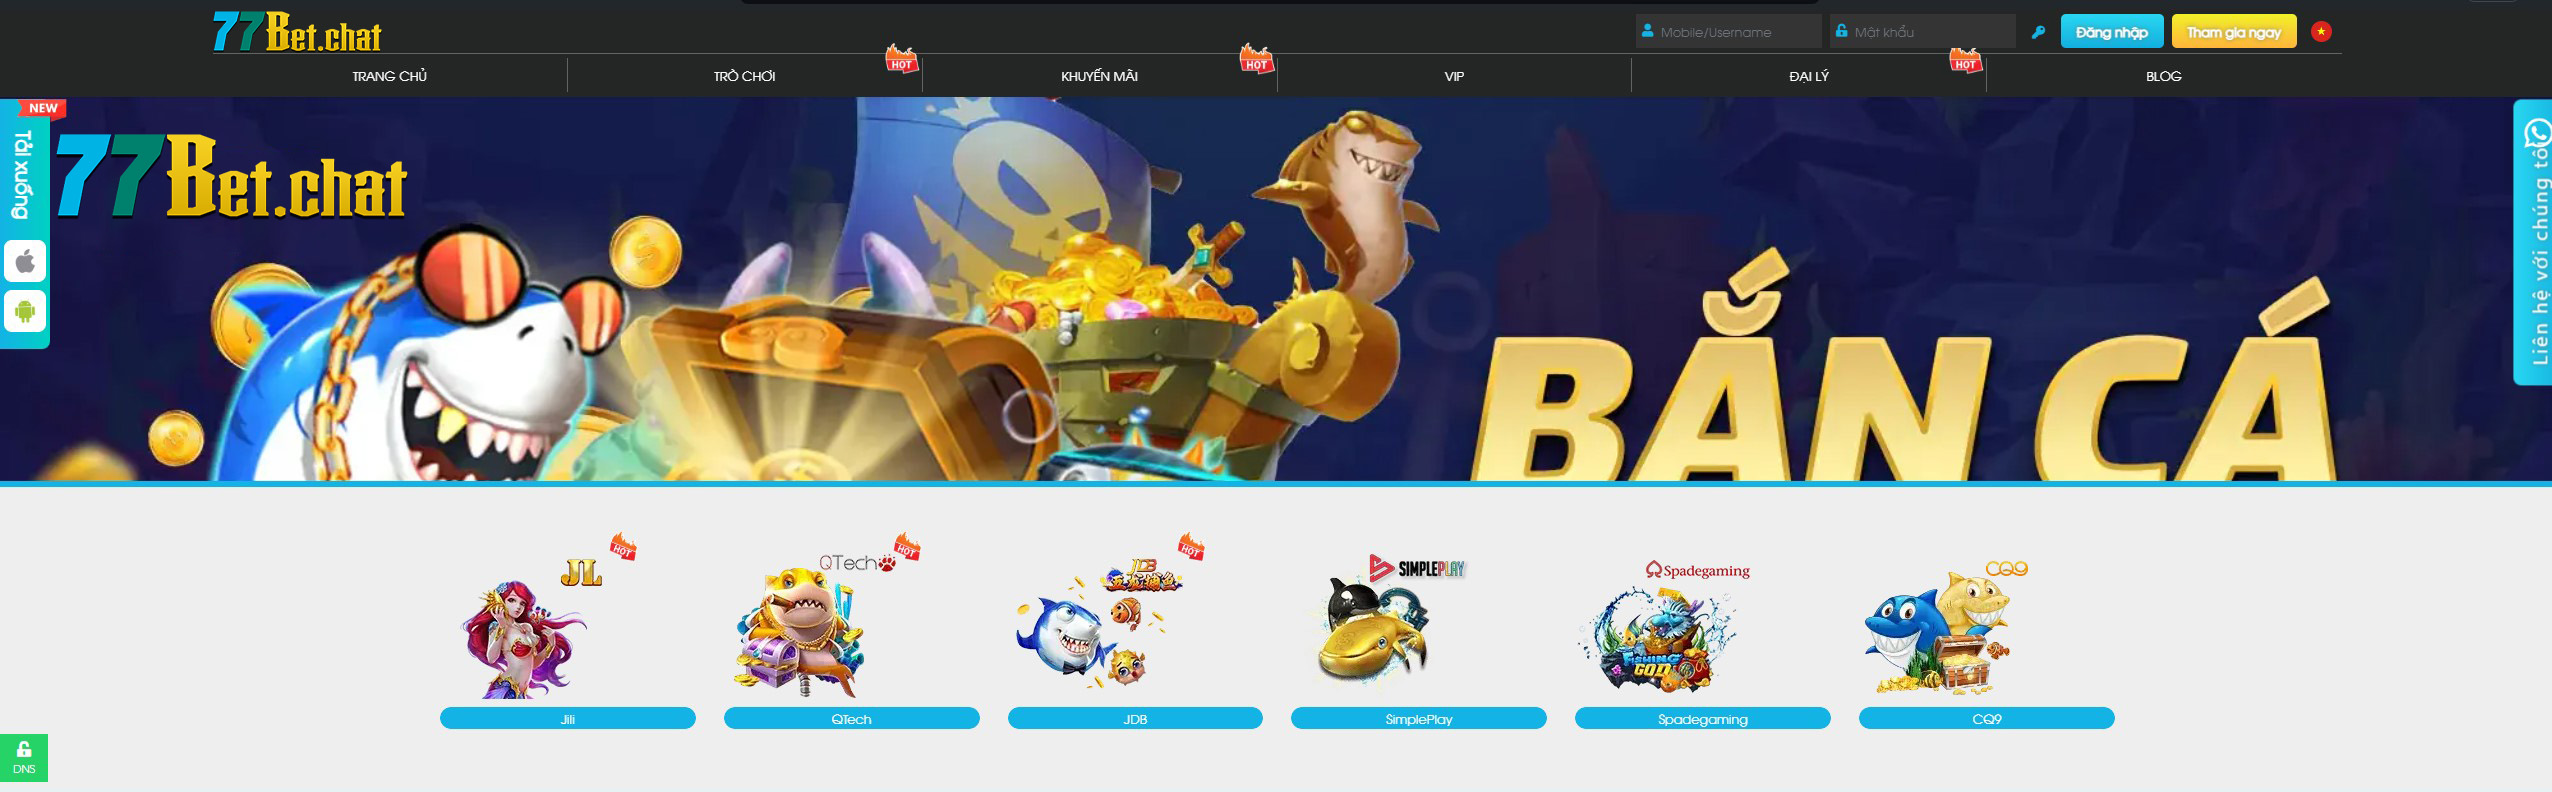 77Bet.chat
Mobile/Username
Mật khẩu
Đăng nhập
Tham gia ngay
TRANG CHỦ
TRÒ CHƠI
HOT
KHUYẾN MÃI
HOT
VIP
ĐẠI LÝ
HOT
BLOG
NEW
Tải xuống
77Bet.chat
BẮN CÁ
Liên hệ với chúng tôi
JL
HOT
QTech
HOT
JDB
HOT
SIMPLEPLAY
Spadegaming
FISHING
GOD
CQ9
Jili
QTech
JDB
SimplePlay
Spadegaming
CQ9
DNS